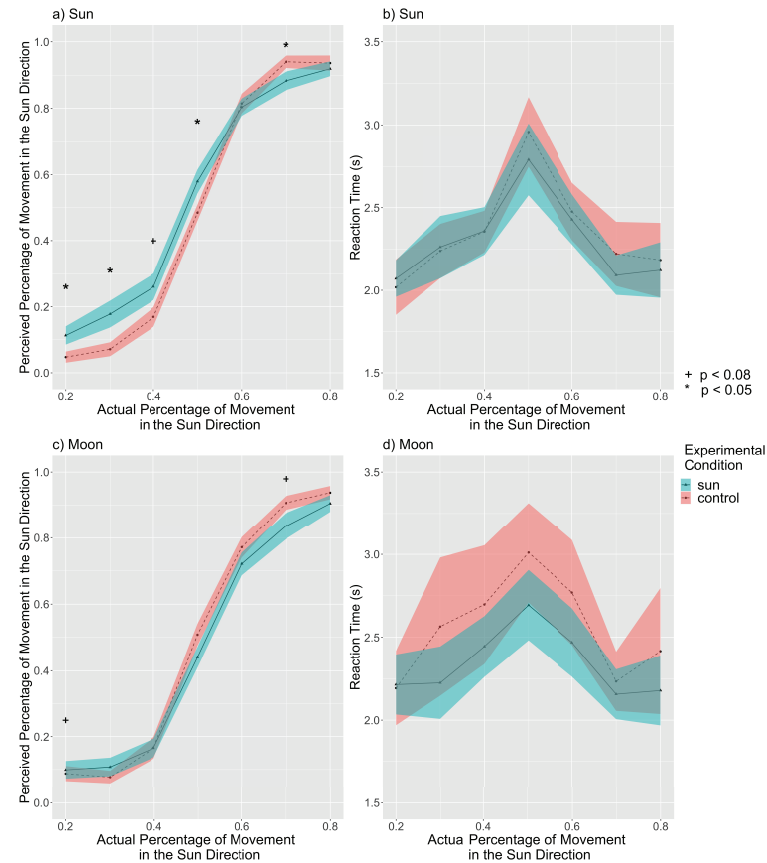 a) Sun
b) Sun
Perceived Percentage of Movement in the Sun Direction
1.0
0.8
0.6
0.4
0.2
0.0
*
*
+
*
*
0.2 0.4 0.6 0.8
Actual Percentage of Movement
in the Sun Direction
Reaction Time (s)
3.5
3.0
2.5
2.0
1.5
0.2 0.4 0.6 0.8
Actual Percentage of Movement
in the Sun Direction
+ p < 0.08
* p < 0.05
c) Moon
d) Moon
Perceived Percentage of Movement in the Sun Direction
1.0
0.8
0.6
0.4
0.2
0.0
+
+
0.2 0.4 0.6 0.8
Actual Percentage of Movement
in the Sun Direction
Reaction Time (s)
3.5
3.0
2.5
2.0
1.5
0.2 0.4 0.6 0.8
Actual Percentage of Movement
in the Sun Direction
Experimental
Condition
sun
control